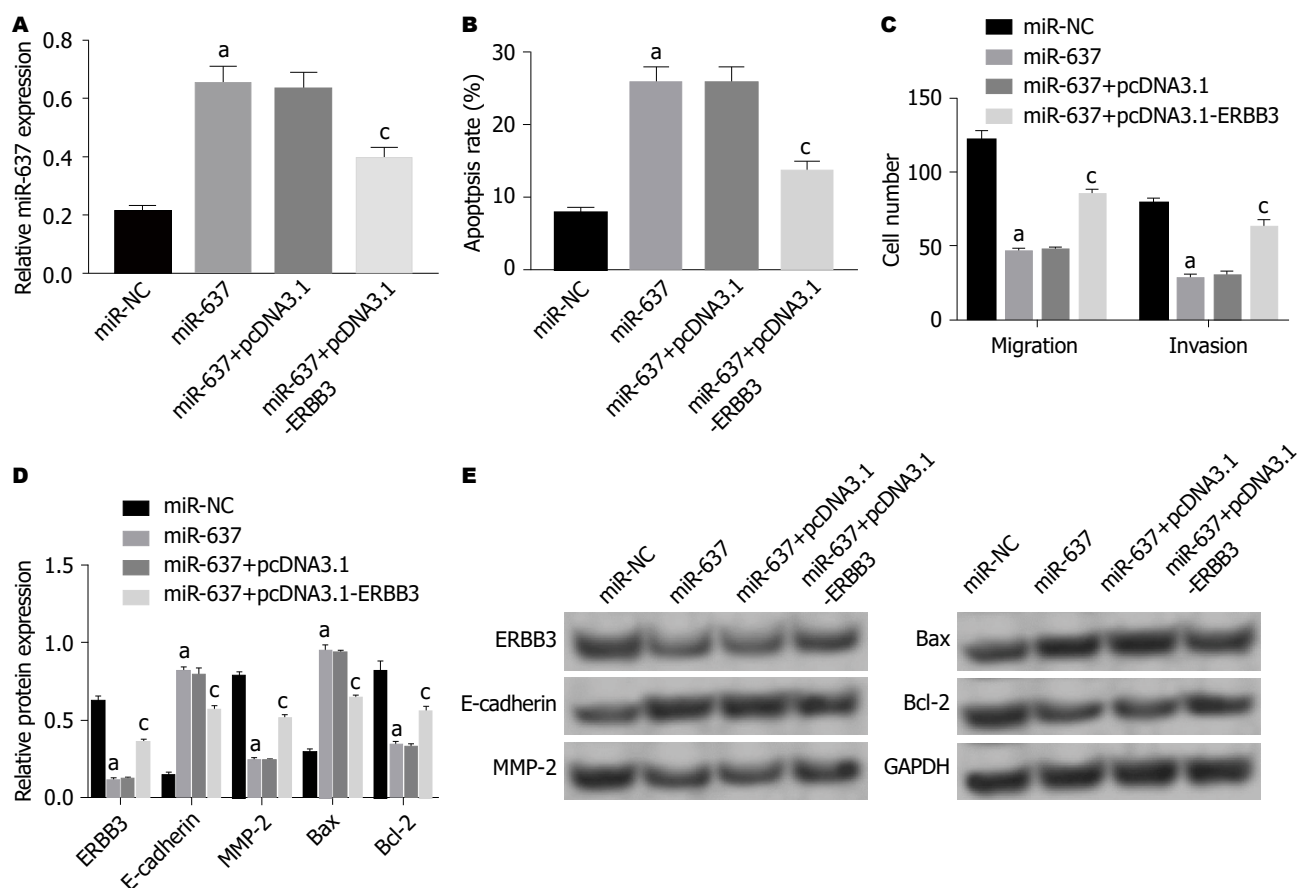 A
Relative miR-637 expression
0.8
0.6
0.4
0.2
0.0
a
c
miR-NC
miR-637
miR-637+pcDNA3.1
miR-637+pcDNA3.1
-ERBB3
B
Apoptpsis rate (%)
30
20
10
0
a
c
miR-NC
miR-637
miR-637+pcDNA3.1
miR-637+pcDNA3.1
-ERBB3
C
miR-NC
miR-637
miR-637+pcDNA3.1
miR-637+pcDNA3.1-ERBB3
Cell number
150
100
50
0
a
c
a
c
Migration
Invasion
D
miR-NC
miR-637
miR-637+pcDNA3.1
miR-637+pcDNA3.1-ERBB3
Relative protein expression
1.5
1.0
0.5
0.0
a
c
a
c
a
c
a
c
a
c
ERBB3
E-cadherin
MMP-2
Bax
Bcl-2
E
miR-NC
miR-637
miR-637+pcDNA3.1
miR-637+pcDNA3.1
-ERBB3
ERBB3
E-cadherin
MMP-2
miR-NC
miR-637
miR-637+pcDNA3.1
miR-637+pcDNA3.1
-ERBB3
Bax
Bcl-2
GAPDH